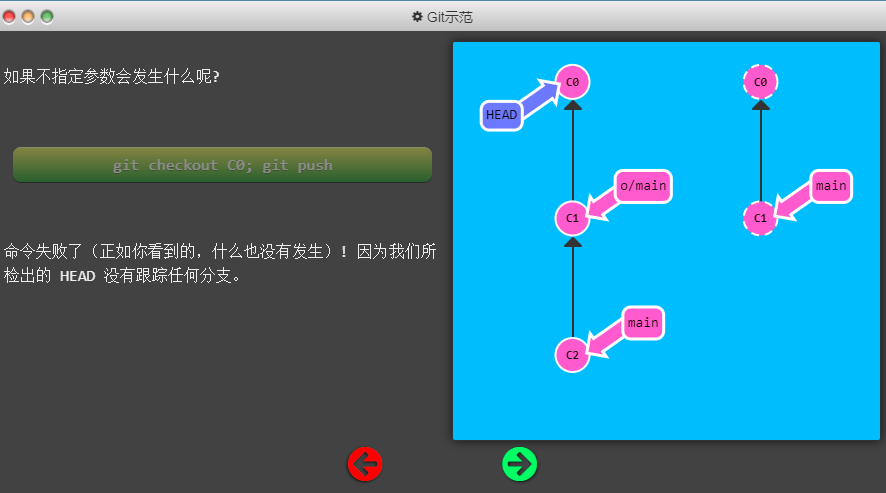 Git示范
如果不指定参数会发生什么呢?
git checkout C0; git push
命令失败了（正如你看到的，什么也没有发生）! 因为我们所
检出的 HEAD 没有跟踪任何分支。
C0
HEAD
o/main
C1
main
C2
C0
main
C1